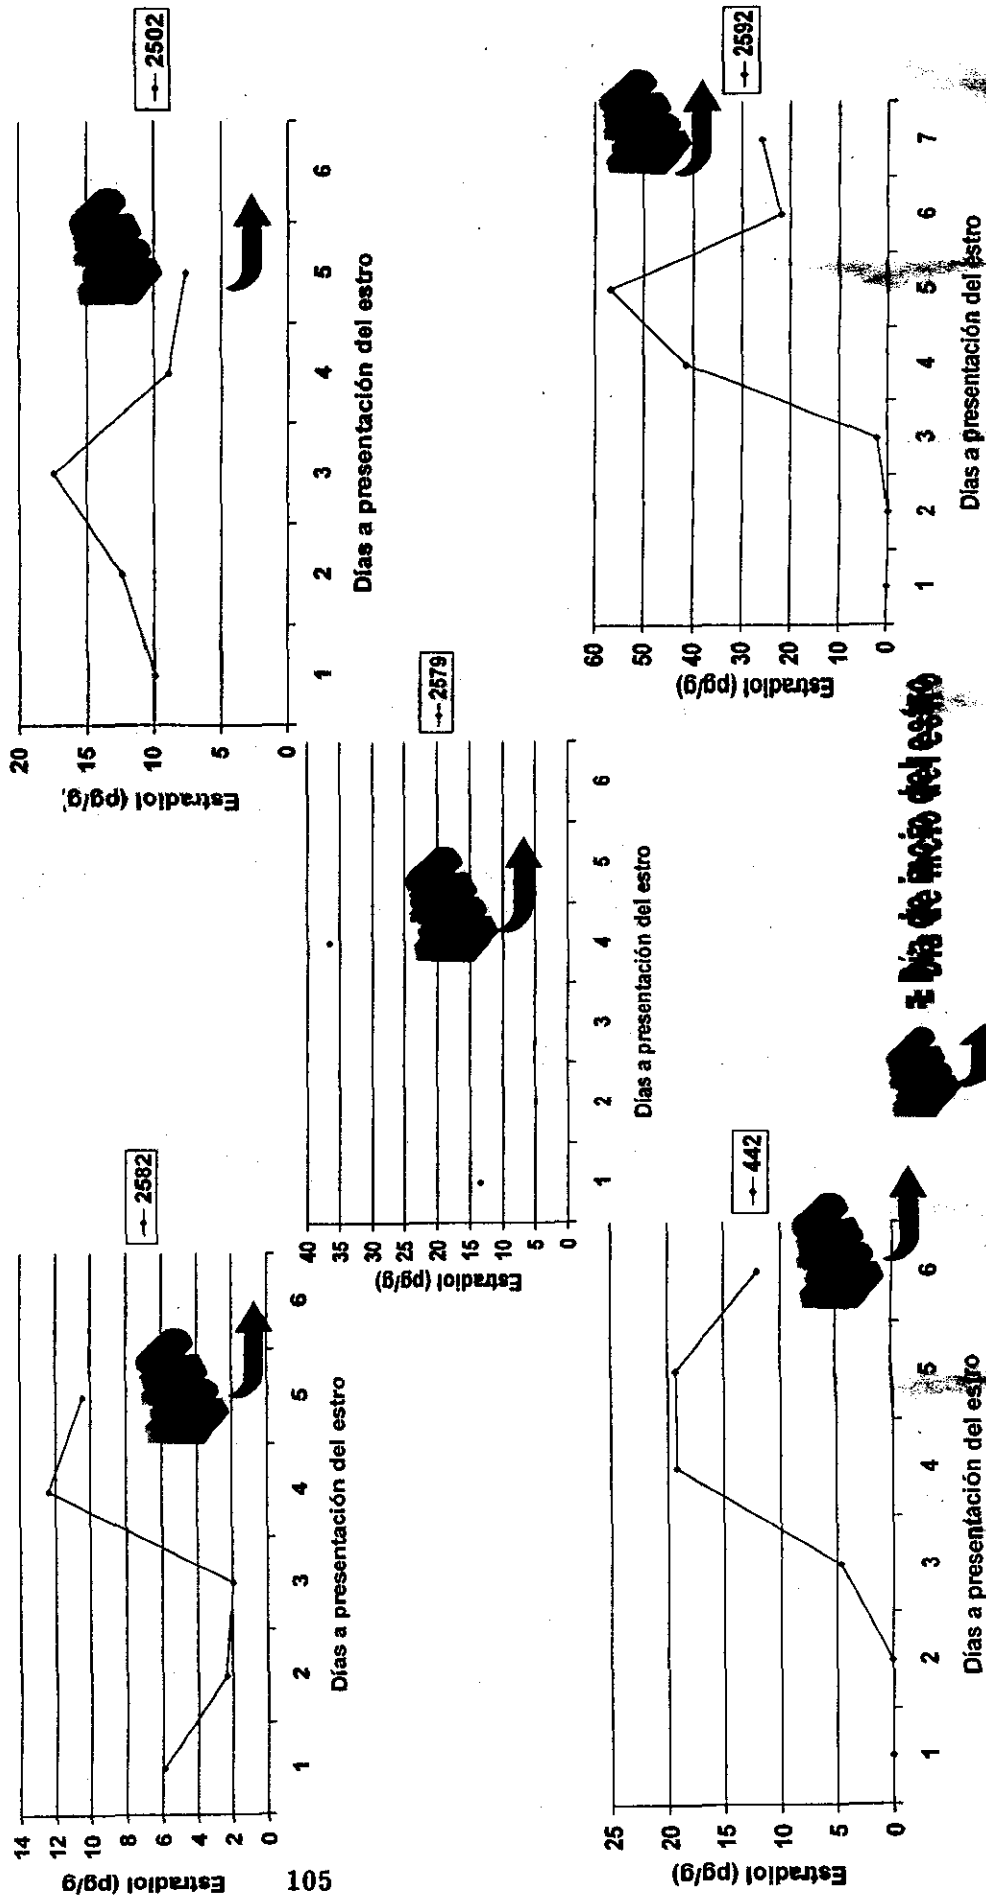 Estradiol (pg/g
14
12
10
8
6
4
2
0
1 2 3 4 5 6
Días a presentación del estro
2582
Estradiol (pg/g,
20
15
10
5
0
1 2 3 4 5 6
Días a presentación del estro
2502
Estradiol (pg/g)
40
35
30
25
20
15
10
5
0
1 2 3 4 5 6
Días a presentación del estro
2579
Estradiol (pg/g)
25
20
15
10
5
0
1 2 3 4 5 6
Días a presentación del estro
442
Estradiol (pg/g)
60
50
40
30
20
10
0
1 2 3 4 5 6 7
Días a presentación del estro
2592
= Día de inicio del estro
105